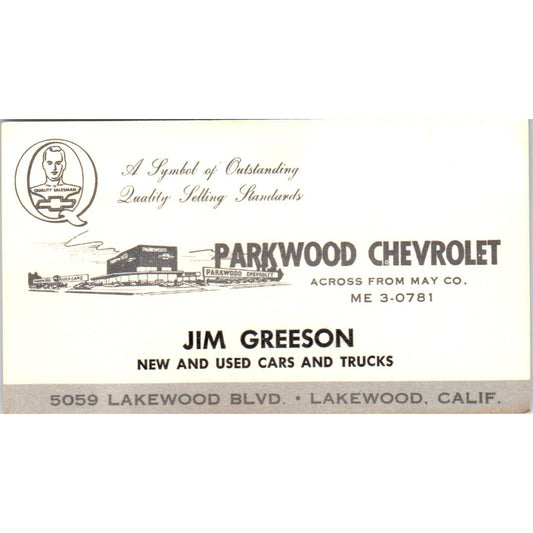 Q
QUALITY SALESMAN
A Symbol of Outstanding
Quality Selling Standards
PARKWOOD
PARKWOOD CHEVROLET
PARKWOOD CHEVROLET
ACROSS FROM MAY CO.
ME 3-0781
JIM GREESON
NEW AND USED CARS AND TRUCKS
5059 LAKEWOOD BLVD. • LAKEWOOD, CALIF.